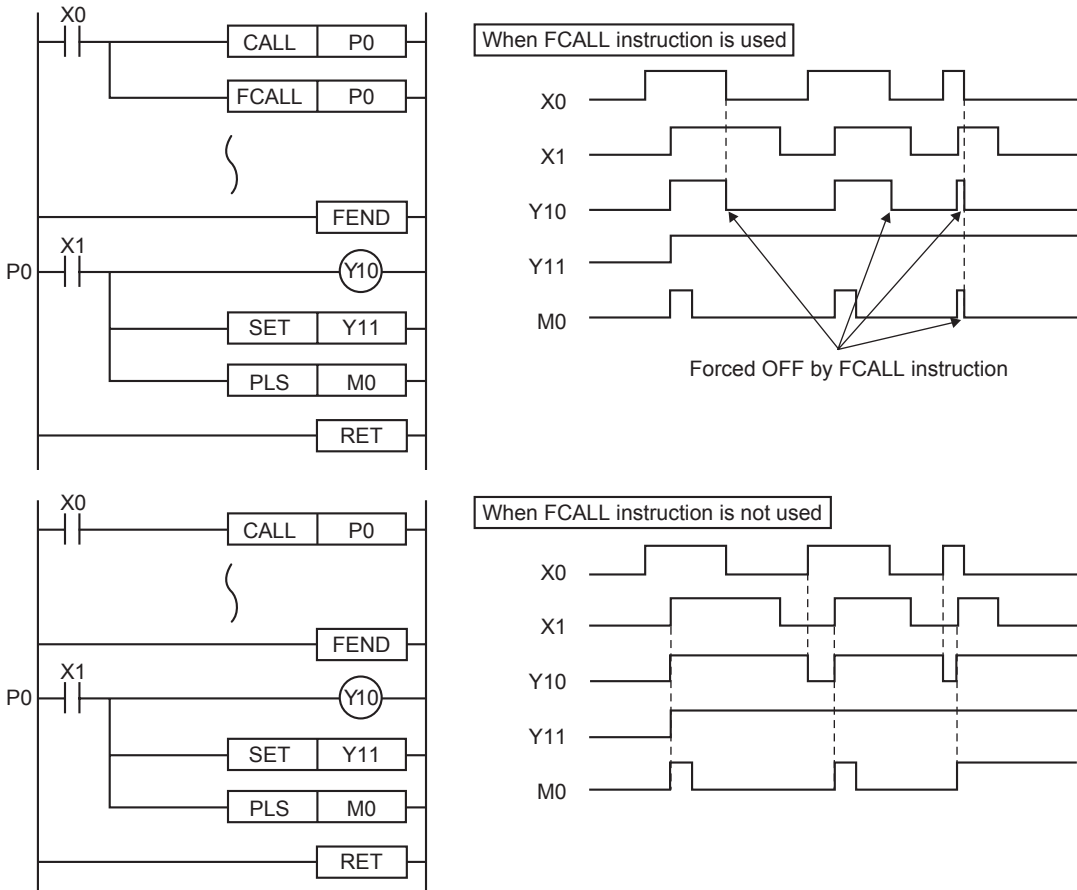 X0
CALL P0
FCALL P0
FEND
X1
P0 Y10
SET Y11
PLS M0
RET
When FCALL instruction is used
X0
X1
Y10
Y11
M0
Forced OFF by FCALL instruction
X0
CALL P0
FEND
X1
P0 Y10
SET Y11
PLS M0
RET
When FCALL instruction is not used
X0
X1
Y10
Y11
M0